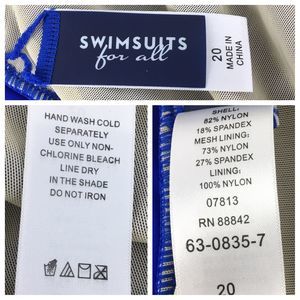 SWIMSUITS
for all
20
MADE IN
CHINA
HAND WASH COLD
SEPARATELY
USE ONLY NON-
CHLORINE BLEACH
LINE DRY
IN THE SHADE
DO NOT IRON
SHELL:
82% NYLON
18% SPANDEX
MESH LINING:
73% NYLON
27% SPANDEX
LINING:
100% NYLON
07813
RN 88842
63-0835-7
20